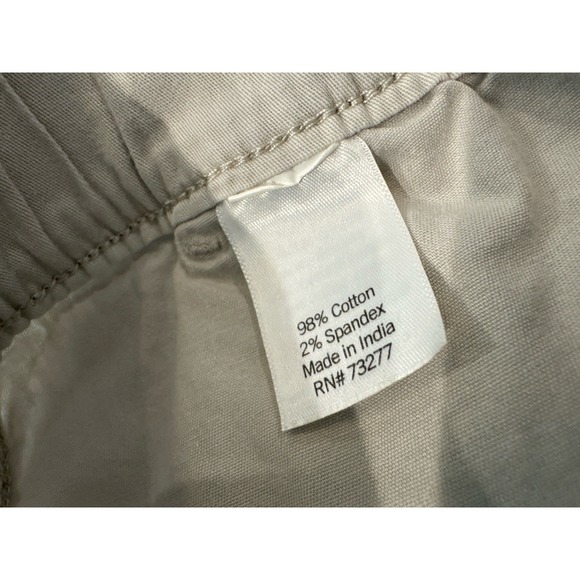 98% Cotton
2% Spandex
Made in India
RN# 73277